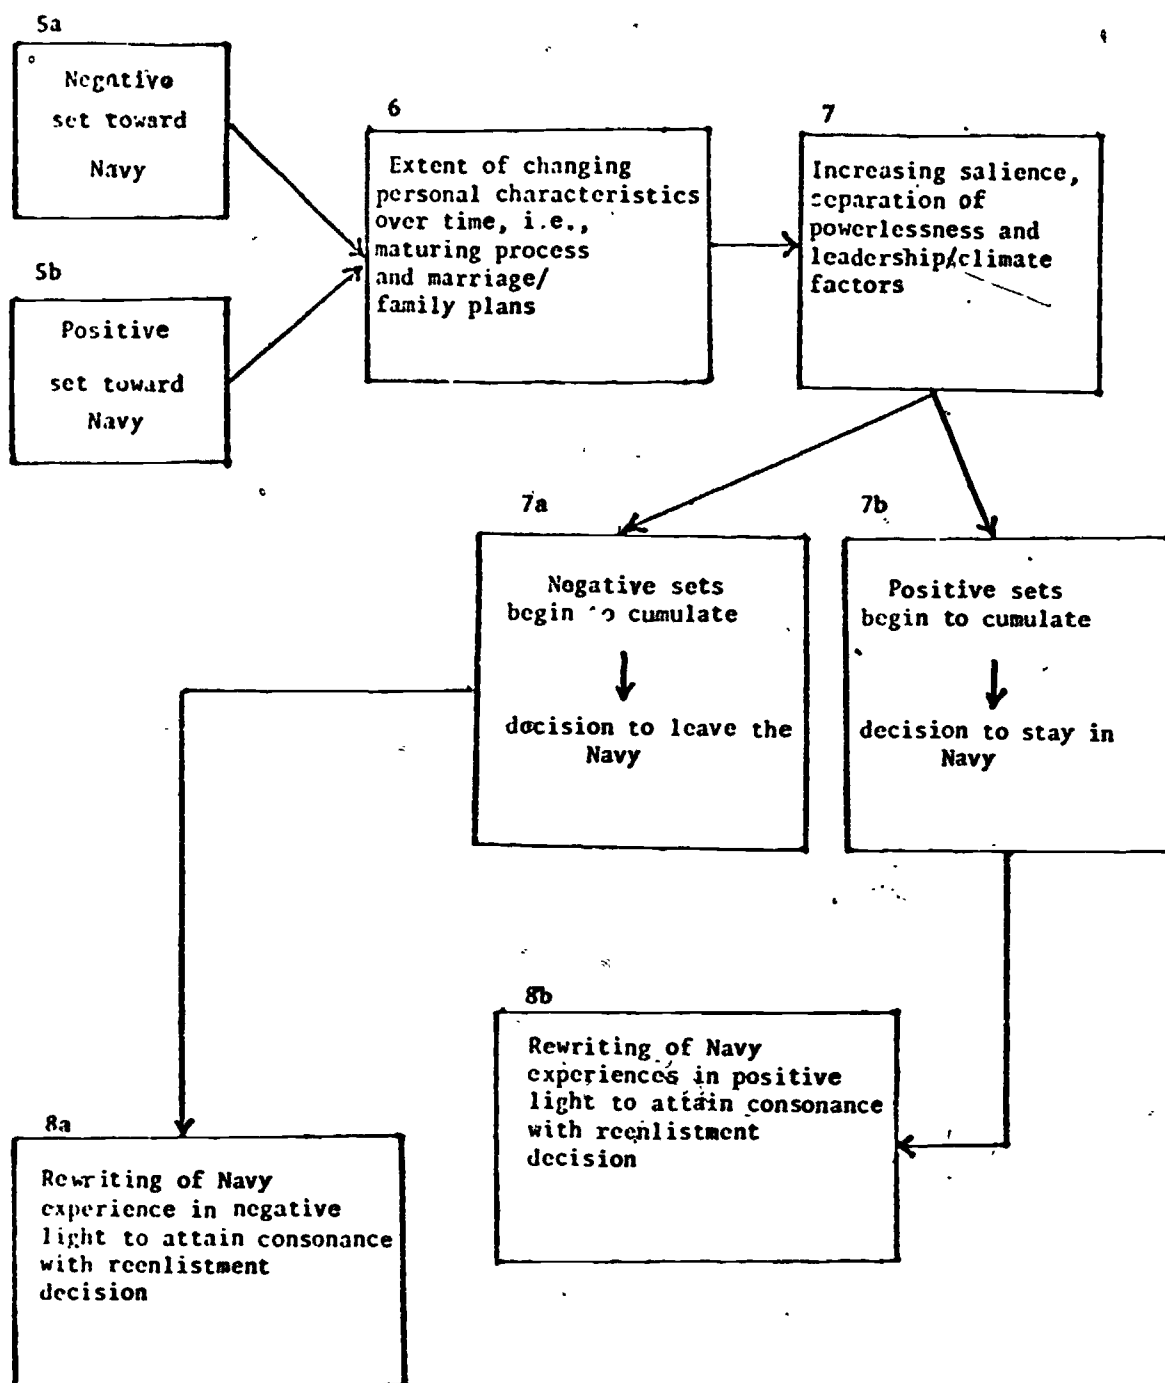 5a
Negative
set toward
Navy
5b
Positive
set toward
Navy
6
Extent of changing
personal characteristics
over time, i.e.,
maturing process
and marriage/
family plans
7
Increasing salience,
separation of
powerlessness and
leadership/climate
factors
7a
Negative sets
begin to cumulate
decision to leave the
Navy
7b
Positive sets
begin to cumulate
decision to stay in
Navy
8b
Rewriting of Navy
experiences in positive
light to attain consonance
with reenlistment
decision
8a
Rewriting of Navy
experience in negative
light to attain consonance
with reenlistment
decision